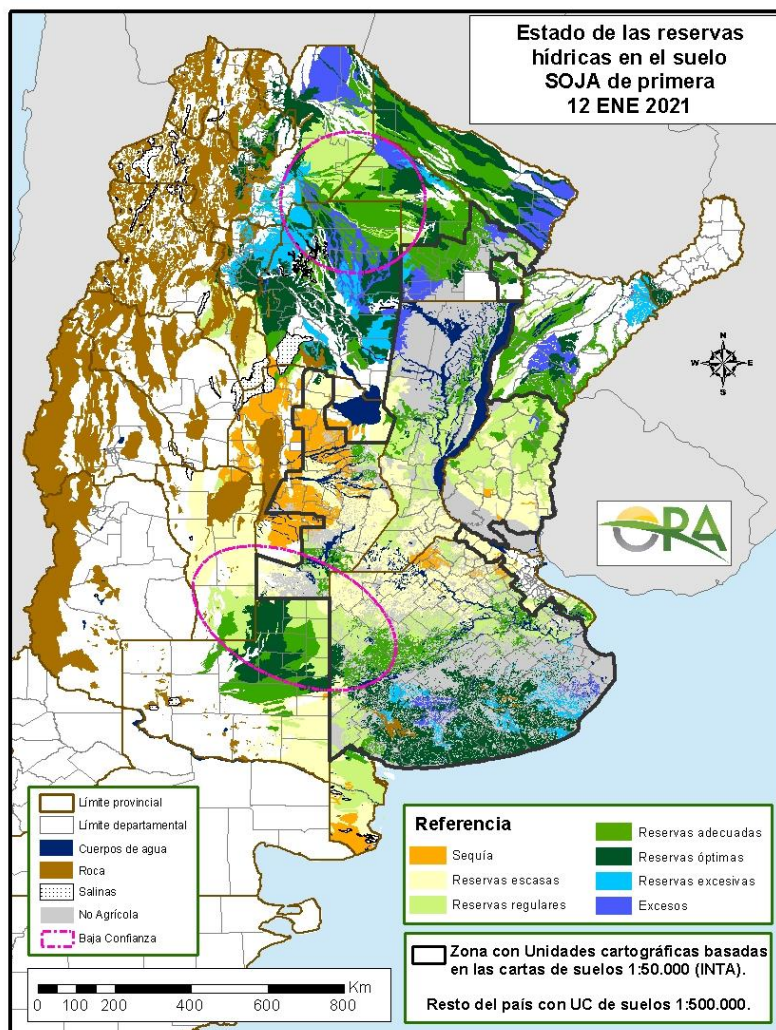 Estado de las reservas
hídricas en el suelo
SOJA de primera
12 ENE 2021
N
W
E
S
ORA
Límite provincial
Límite departamental
Cuerpos de agua
Roca
Salinas
No Agrícola
Baja Confianza
Referencia
Sequía
Reservas escasas
Reservas regulares
Reservas adecuadas
Reservas óptimas
Reservas excesivas
Excesos
Zona con Unidades cartográficas basadas
en las cartas de suelos 1:50.000 (INTA).
Resto del país con UC de suelos 1:500.000.
Km
0 100 200 400 600 800